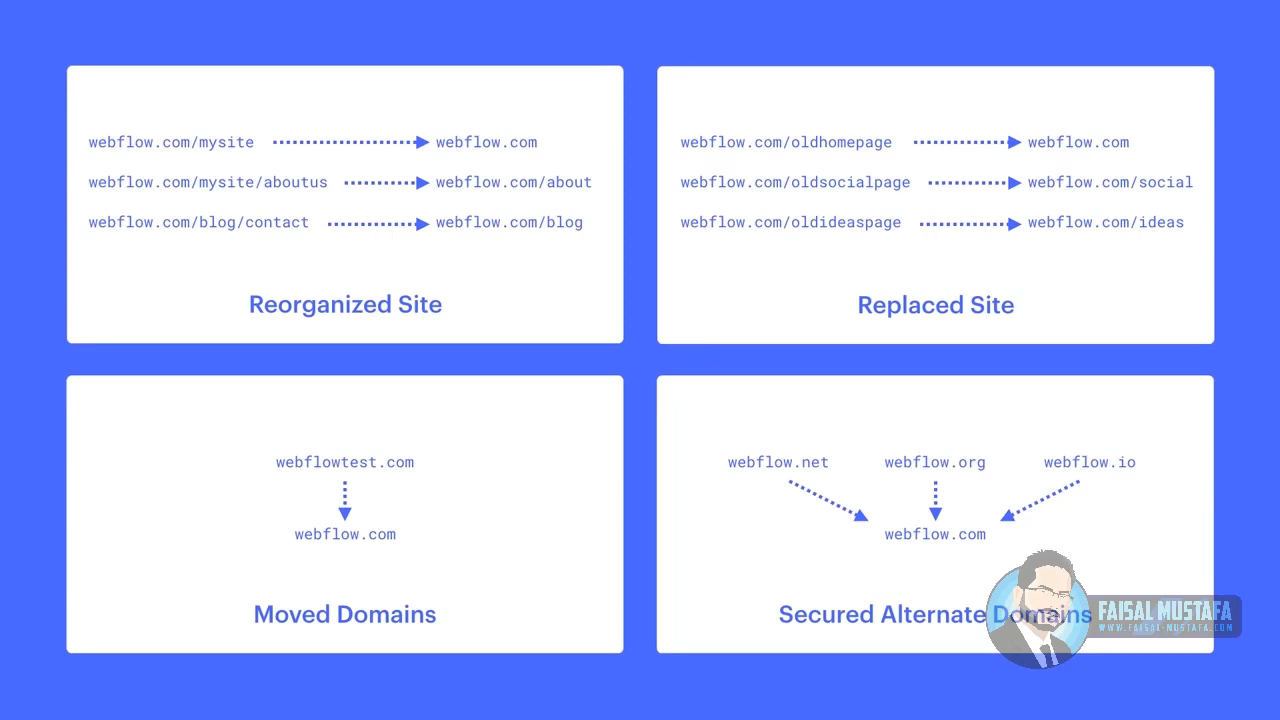 webflow.com/mysite webflow.com
webflow.com/mysite/aboutus webflow.com/about
webflow.com/blog/contact webflow.com/blog
Reorganized Site
webflow.com/oldhomepage webflow.com
webflow.com/oldsocialpage webflow.com/social
webflow.com/oldideaspage webflow.com/ideas
Replaced Site
webflowtest.com
webflow.com
Moved Domains
webflow.net webflow.org webflow.io
webflow.com
Secured Alternate Domains
FAISAL MUSTAFA
WWW.FAISAL-MUSTAFA.COM